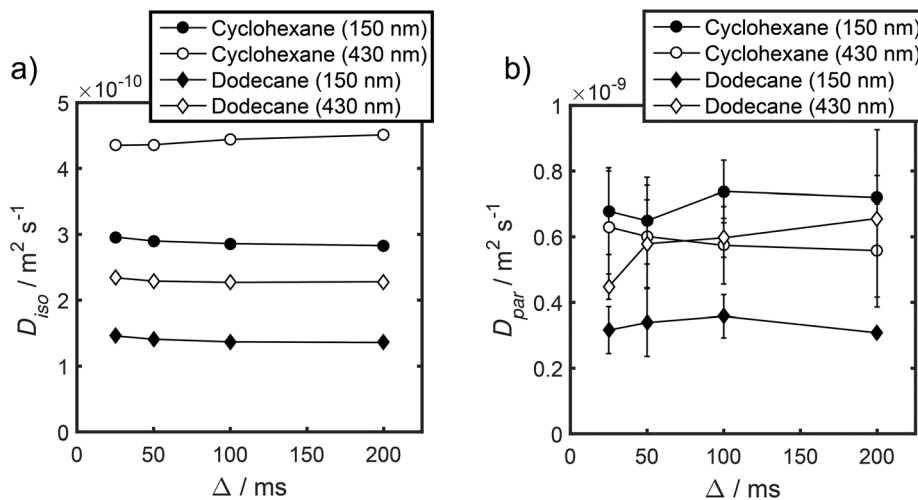 Cyclohexane (150 nm)
Cyclohexane (430 nm)
Dodecane (150 nm)
Dodecane (430 nm)
a)
×10⁻¹⁰
5
4
3
2
1
0
D_iso / m² s⁻¹
0 50 100 150 200
Δ / ms
Cyclohexane (150 nm)
Cyclohexane (430 nm)
Dodecane (150 nm)
Dodecane (430 nm)
b)
×10⁻⁹
1
0.8
0.6
0.4
0.2
0
D_par / m² s⁻¹
0 50 100 150 200
Δ / ms